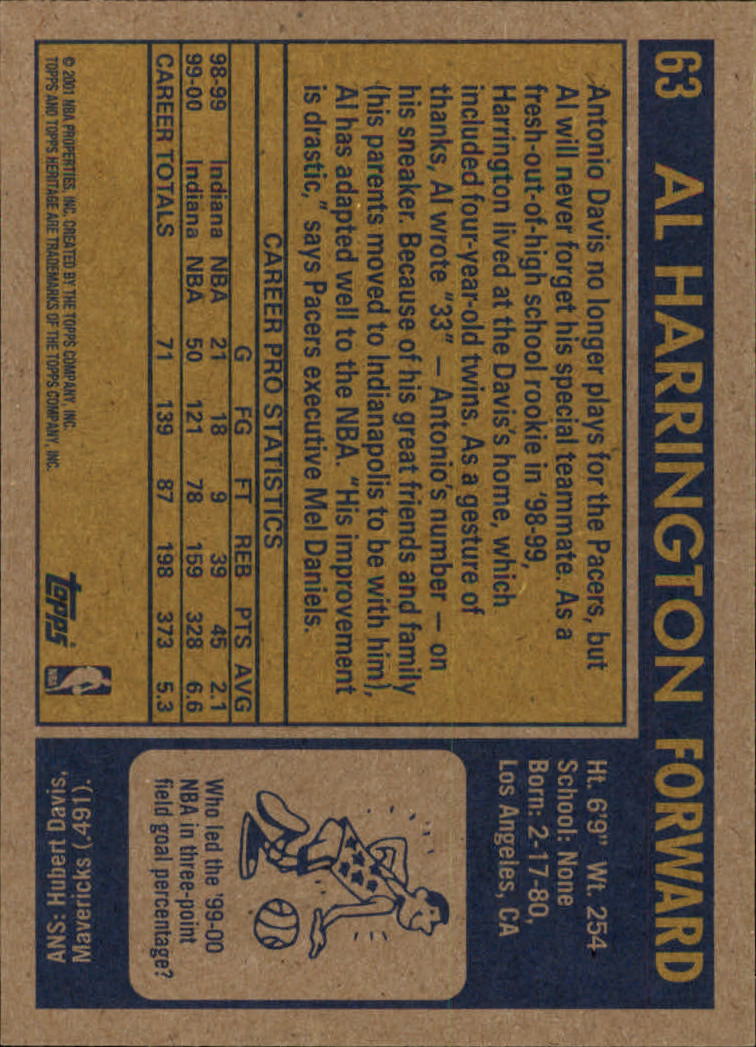 63 AL HARRINGTON FORWARD
Antonio Davis no longer plays for the Pacers, but
Al will never forget his special teammate. As a
fresh-out-of-high school rookie in '98-99,
Harrington lived at the Davis's home, which
included four-year-old twins. As a gesture of
thanks, Al wrote "33" — Antonio's number — on
his sneaker. Because of his great friends and family
(his parents moved to Indianapolis to be with him),
Al has adapted well to the NBA. "His improvement
is drastic," says Pacers executive Mel Daniels.
CAREER PRO STATISTICS
G FG FT REB PTS AVG
98-99 Indiana NBA 21 18 9 39 45 2.1
99-00 Indiana NBA 50 121 78 159 328 6.6
CAREER TOTALS 71 139 87 198 373 5.3
© 2001 NBA PROPERTIES, INC. CREATED BY THE TOPPS COMPANY, INC.
TOPPS AND TOPPS HERITAGE ARE TRADEMARKS OF THE TOPPS COMPANY, INC.
topps
NBA
Ht. 6'9" Wt. 254
School: None
Born: 2-17-80,
Los Angeles, CA
Who led the '99-00
NBA in three-point
field goal percentage?
ANS: Hubert Davis,
Mavericks (.491).